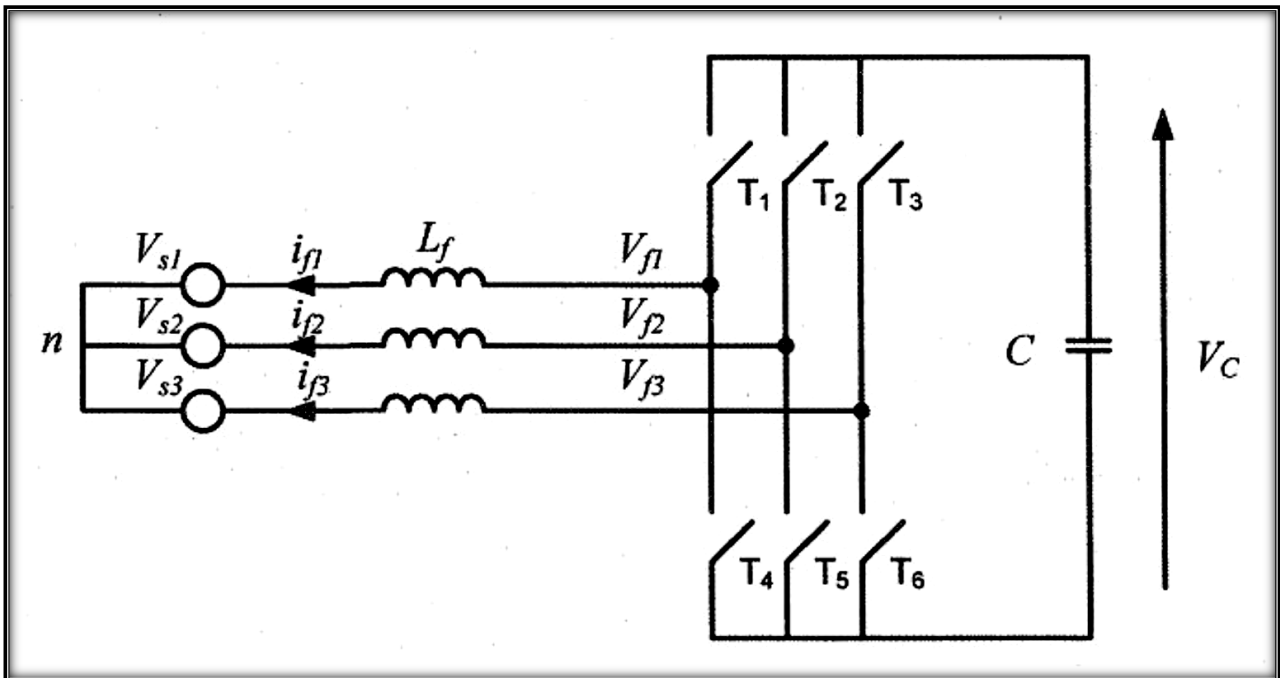 T1 T2 T3
Vs1 if1 Lf Vf1
Vs2 if2 Vf2
n
Vs3 if3 Vf3
C VC
T4 T5 T6